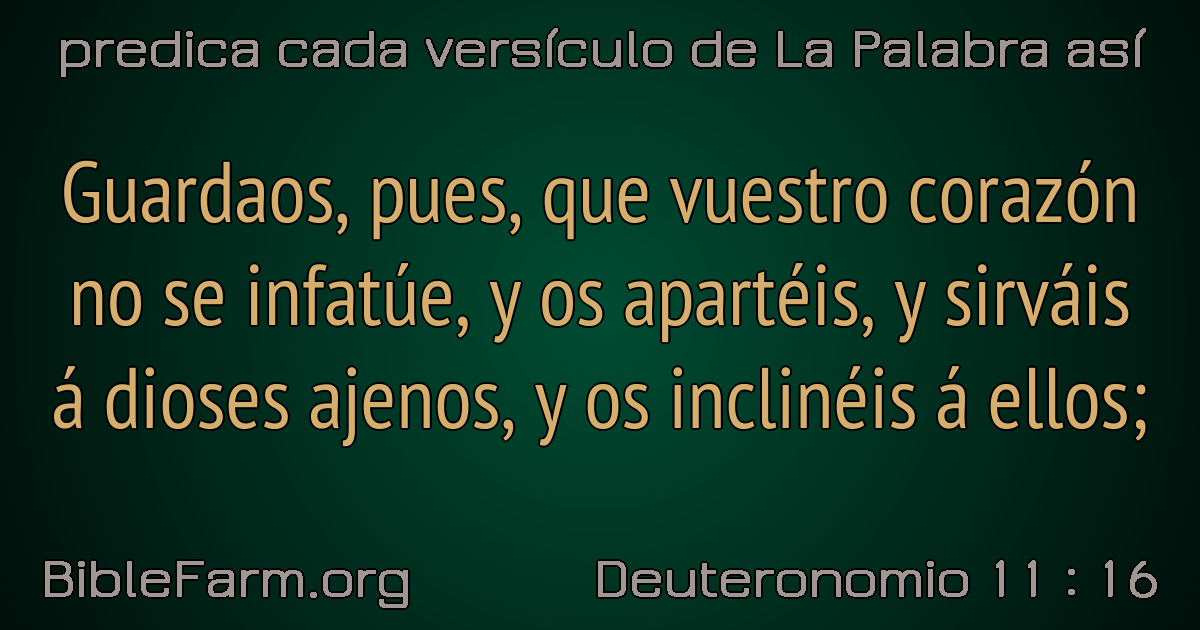 predica cada versículo de La Palabra así
Guardaos, pues, que vuestro corazón
no se infatúe, y os apartéis, y sirváis
á dioses ajenos, y os inclinéis á ellos;
BibleFarm.org
Deuteronomio 11 : 16